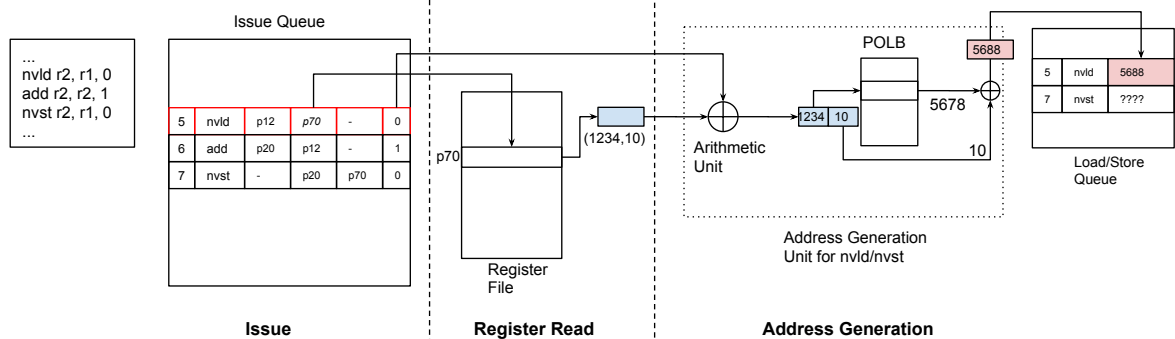 Issue Queue
...
nvld r2, r1, 0
add r2, r2, 1
nvst r2, r1, 0
...
5 nvld p12 p70 - 0
6 add p20 p12 - 1
7 nvst - p20 p70 0
Issue
p70
(1234,10)
Register
File
Register Read
Arithmetic
Unit
1234 10
POLB
5678
10
5688
Address Generation
Unit for nvld/nvst
Address Generation
5 nvld 5688
7 nvst ????
Load/Store
Queue